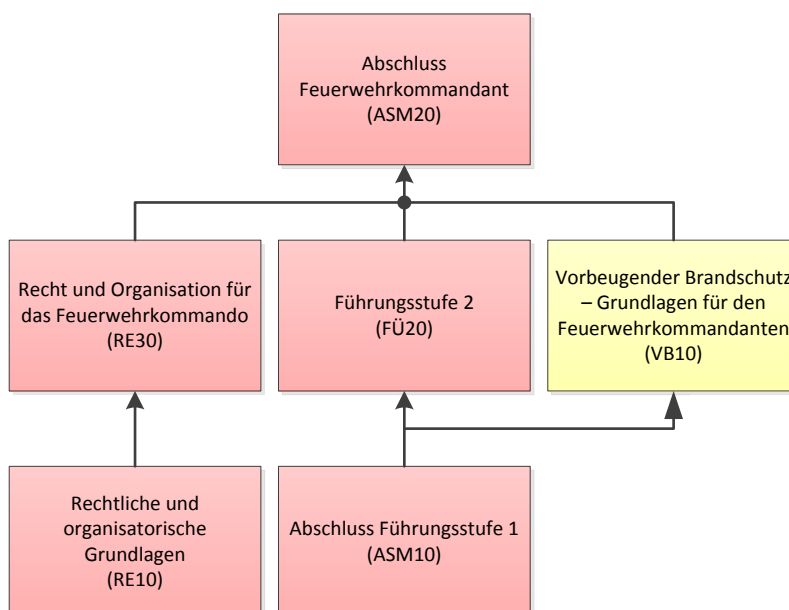 Abschluss
Feuerwehrkommandant
(ASM20)
Recht und Organisation für
das Feuerwehrkommando
(RE30)
Führungsstufe 2
(FÜ20)
Vorbeugender Brandschutz
– Grundlagen für den
Feuerwehrkommandanten
(VB10)
Rechtliche und
organisatorische
Grundlagen
(RE10)
Abschluss Führungsstufe 1
(ASM10)